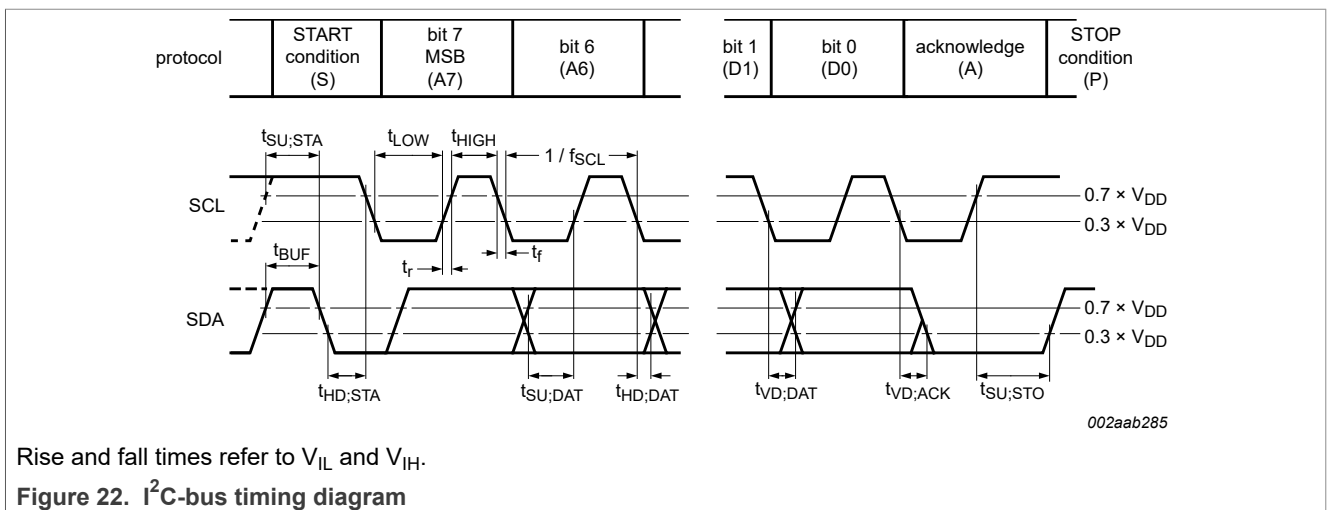 protocol
START
condition
(S)
bit 7
MSB
(A7)
bit 6
(A6)
bit 1
(D1)
bit 0
(D0)
acknowledge
(A)
STOP
condition
(P)
tSU;STA
tLOW
tHIGH
1 / fSCL
SCL
0.7 × VDD
0.3 × VDD
tBUF
tr
tf
SDA
0.7 × VDD
0.3 × VDD
tHD;STA
tSU;DAT
tHD;DAT
tVD;DAT
tVD;ACK
tSU;STO
002aab285
Rise and fall times refer to VIL and VIH.
Figure 22. I²C-bus timing diagram